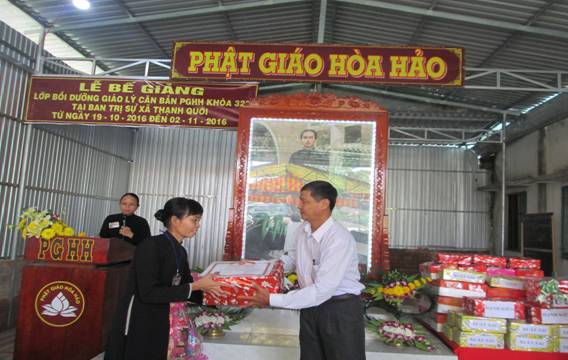 PHẬT GIÁO HÒA HẢO
LỄ BẾ GIẢNG
LỚP BỒI DƯỠNG GIÁO LÝ CĂN BẢN PGHH KHÓA 32
TẠI BAN TRỊ SỰ XÃ THẠNH QUỚI
TỪ NGÀY 19 - 10 - 2016 ĐẾN 02 - 11 - 2016
PGHH
PHẬT GIÁO HÒA HẢO